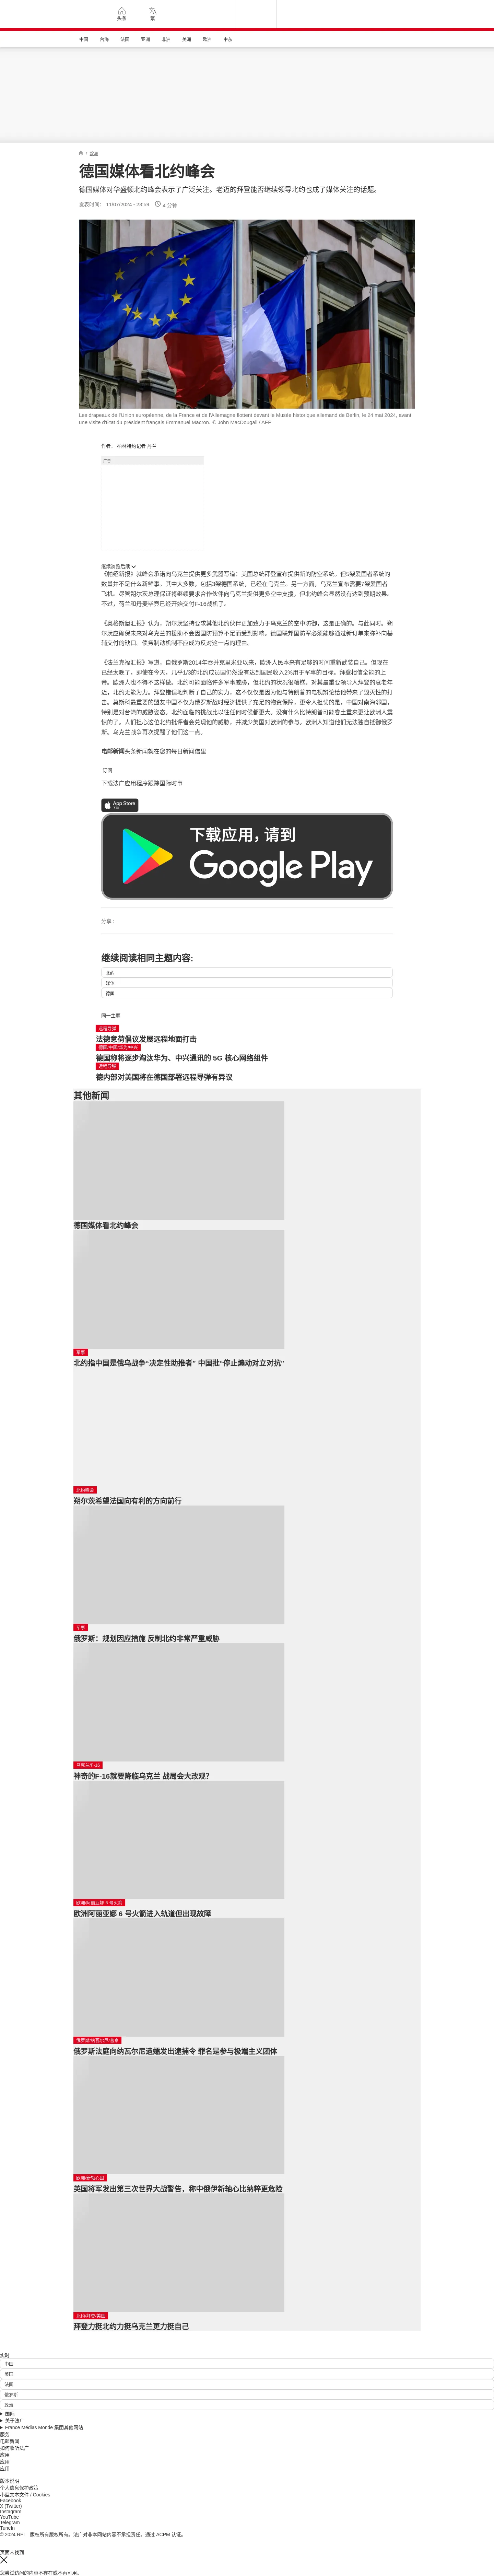 头条
繁
中国
台海
法国
亚洲
非洲
美洲
欧洲
中东
/ 欧洲
德国媒体看北约峰会
德国媒体对华盛顿北约峰会表示了广泛关注。老迈的拜登能否继续领导北约也成了媒体关注的话题。
发表时间： 11/07/2024 - 23:59
4 分钟
Les drapeaux de l'Union européenne, de la France et de l'Allemagne flottent devant le Musée historique allemand de Berlin, le 24 mai 2024, avant une visite d'État du président français Emmanuel Macron. © John MacDougall / AFP
作者： 柏林特约记者 丹兰
广告
继续浏览后续
《帕绍新报》就峰会承诺向乌克兰提供更多武器写道：美国总统拜登宣布提供新的防空系统。但5架爱国者系统的数量并不是什么新鲜事。其中大多数，包括3架德国系统，已经在乌克兰。另一方面，乌克兰宣布需要7架爱国者飞机。尽管朔尔茨总理保证将继续要求合作伙伴向乌克兰提供更多空中支援，但北约峰会显然没有达到预期效果。不过，荷兰和丹麦毕竟已经开始交付F-16战机了。
《奥格斯堡汇报》认为，朔尔茨坚持要求其他北约伙伴更加致力于乌克兰的空中防御，这是正确的。与此同时。朔尔茨应确保未来对乌克兰的援助不会因国防预算不足而受到影响。德国联邦国防军必须能够通过新订单来弥补向基辅交付的缺口。债务制动机制不应成为反对这一点的理由。
《法兰克福汇报》写道，自俄罗斯2014年吞并克里米亚以来，欧洲人民本来有足够的时间重新武装自己。但现在已经太晚了，即使在今天，几乎1/3的北约成员国仍然没有达到国民收入2%用于军事的目标。拜登相信全能的上帝，欧洲人也不得不这样做。北约可能面临许多军事威胁，但北约的状况很糟糕。对其最重要的领导人拜登的衰老年迈，北约无能为力。拜登错误地判断了自己的实力，这不仅仅是因为他与特朗普的电视辩论给他带来了毁灭性的打击。莫斯科最重要的盟友中国不仅为俄罗斯战时经济提供了充足的物资保障，更令人担忧的是，中国对南海邻国，特别是对台湾的威胁姿态。北约面临的挑战比以往任何时候都更大。没有什么比特朗普可能卷土重来更让欧洲人震惊的了，人们担心这位北约批评者会兑现他的威胁，并减少美国对欧洲的参与。欧洲人知道他们无法独自抵御俄罗斯。乌克兰战争再次提醒了他们这一点。
电邮新闻头条新闻就在您的每日新闻信里
订阅
下载法广应用程序跟踪国际时事
App Store
下载
下载应用，请到
Google Play
分享 :
继续阅读相同主题内容:
北约
媒体
德国
同一主题
远程导弹
法德意荷倡议发展远程地面打击
德国/中国/华为/中兴
德国称将逐步淘汰华为、中兴通讯的 5G 核心网络组件
远程导弹
德内部对美国将在德国部署远程导弹有异议
其他新闻
德国媒体看北约峰会
军事
北约指中国是俄乌战争“决定性助推者” 中国批“停止煽动对立对抗”
北约峰会
朔尔茨希望法国向有利的方向前行
军事
俄罗斯：规划因应措施 反制北约非常严重威胁
乌克兰/F-16
神奇的F-16就要降临乌克兰 战局会大改观？
欧洲/阿丽亚娜 6 号火箭
欧洲阿丽亚娜 6 号火箭进入轨道但出现故障
俄罗斯/纳瓦尔尼/普京
俄罗斯法庭向纳瓦尔尼遗孀发出逮捕令 罪名是参与极端主义团体
欧洲/新轴心国
英国将军发出第三次世界大战警告，称中俄伊新轴心比纳粹更危险
北约/拜登/美国
拜登力挺北约力挺乌克兰更力挺自己
实时
中国
美国
法国
俄罗斯
政治
国际
关于法广
France Médias Monde 集团其他网站
服务
电邮新闻
如何收听法广
应用
应用
应用
版本说明
个人信息保护政策
小型文本文件 / Cookies
Facebook
X (Twitter)
Instagram
YouTube
Telegram
TuneIn
© 2024 RFI – 版权所有版权所有。法广对非本网站内容不承担责任。通过 ACPM 认证。
页面未找到
您尝试访问的内容不存在或不再可用。